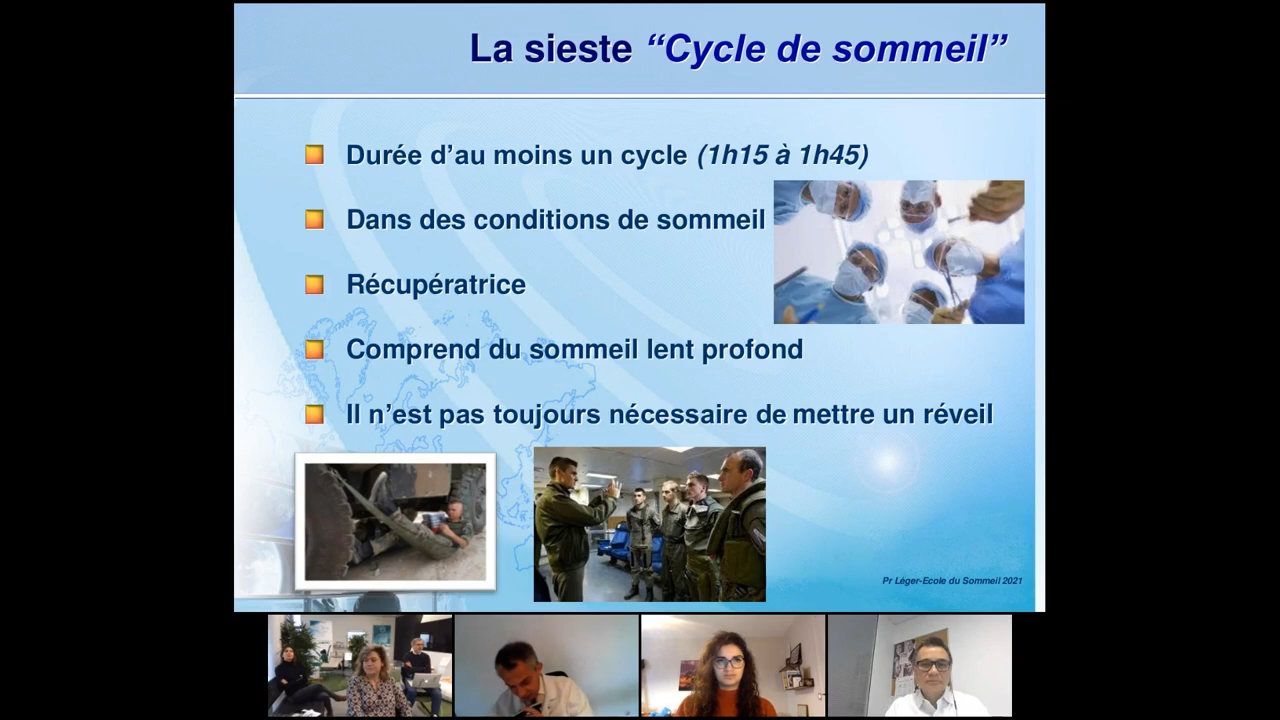 La sieste “Cycle de sommeil”
Durée d’au moins un cycle (1h15 à 1h45)
Dans des conditions de sommeil
Récupératrice
Comprend du sommeil lent profond
Il n’est pas toujours nécessaire de mettre un réveil
Pr Léger-Ecole du Sommeil 2021